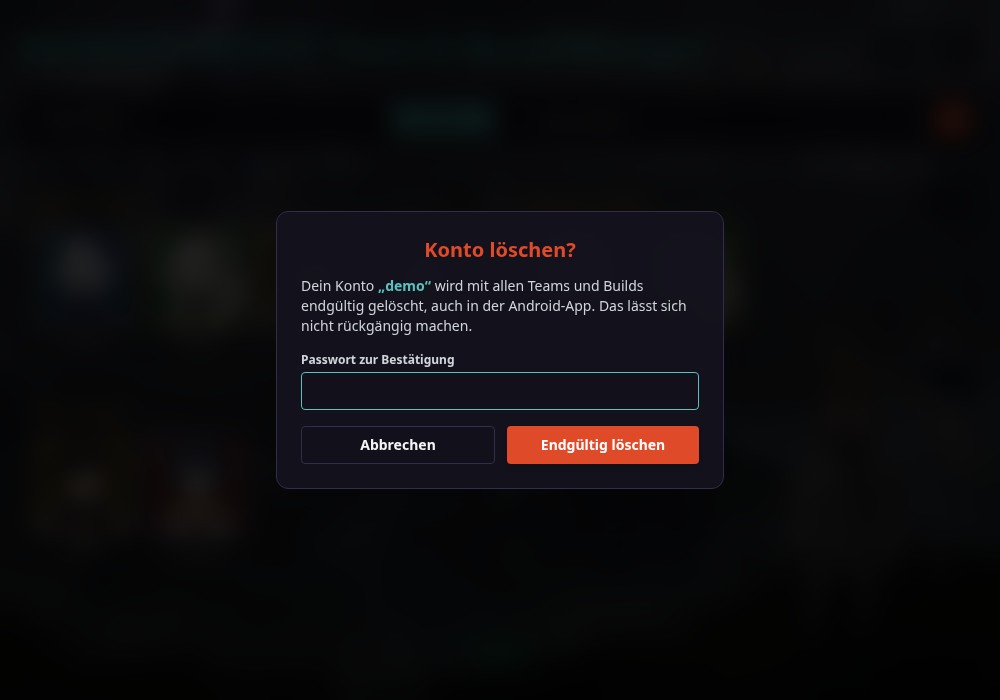 Konto löschen?
Dein Konto „demo“ wird mit allen Teams und Builds
endgültig gelöscht, auch in der Android-App. Das lässt sich
nicht rückgängig machen.
Passwort zur Bestätigung
Abbrechen
Endgültig löschen